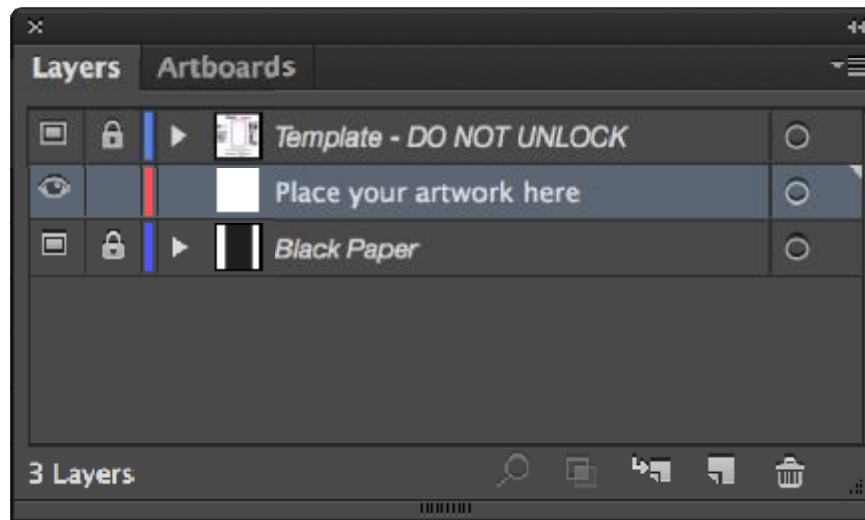 Layers Artboards
Template - DO NOT UNLOCK
Place your artwork here
Black Paper
3 Layers